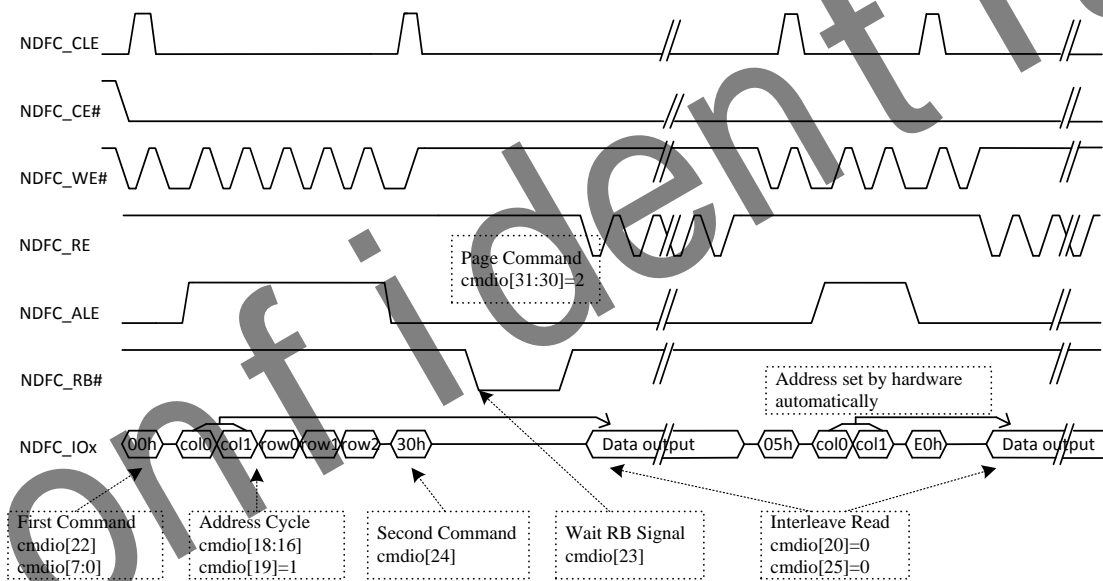 NDFC_CLE
NDFC_CE#
NDFC_WE#
NDFC_RE
Page Command
cmdio[31:30]=2
NDFC_ALE
NDFC_RB#
Address set by hardware
automatically
NDFC_IOx 00h col0 col1 row0 row1 row2 30h Data output 05h col0 col1 E0h Data output
First Command
cmdio[22]
cmdio[7:0]
Address Cycle
cmdio[18:16]
cmdio[19]=1
Second Command
cmdio[24]
Wait RB Signal
cmdio[23]
Interleave Read
cmdio[20]=0
cmdio[25]=0
onfidenti